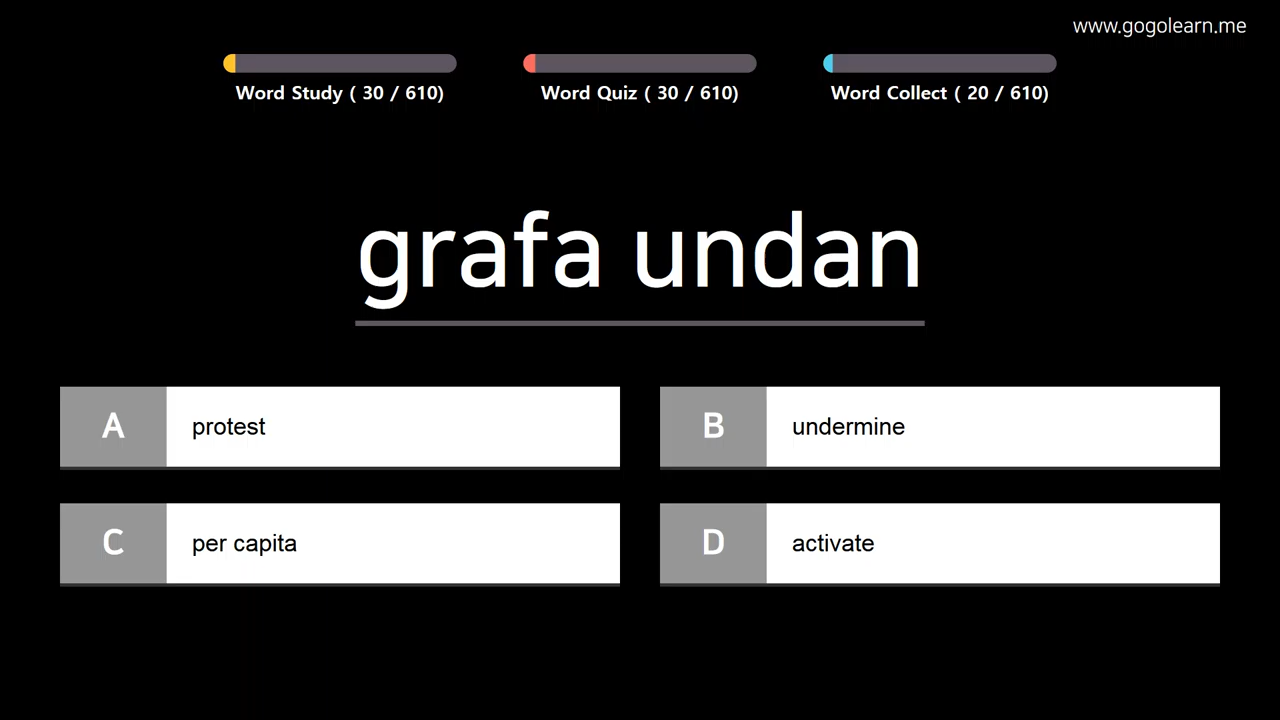 www.gogolearn.me
Word Study ( 30 / 610)
Word Quiz ( 30 / 610)
Word Collect ( 20 / 610)
grafa undan
A protest
B undermine
C per capita
D activate